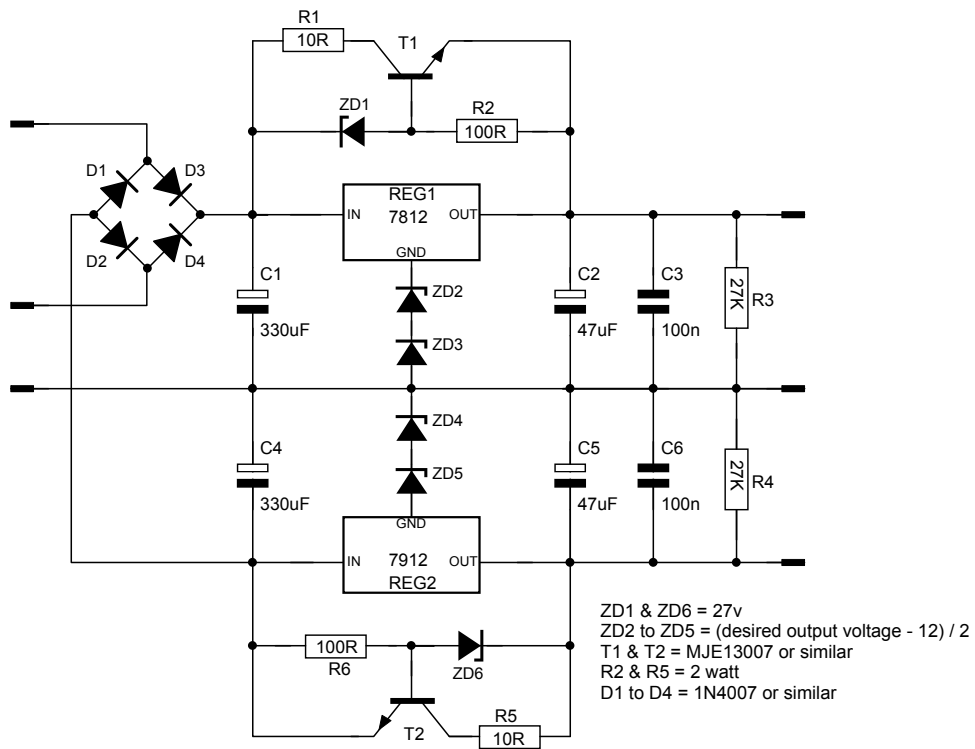 R1
10R
T1
ZD1
R2
100R
D1
D3
REG1
IN
7812
OUT
GND
D2
D4
C1
330uF
ZD2
ZD3
C2
47uF
C3
100n
27K
R3
C4
330uF
ZD4
ZD5
C5
47uF
C6
100n
27K
R4
GND
IN
7912
OUT
REG2
100R
R6
ZD6
T2
R5
10R
ZD1 & ZD6 = 27v
ZD2 to ZD5 = (desired output voltage - 12) / 2
T1 & T2 = MJE13007 or similar
R2 & R5 = 2 watt
D1 to D4 = 1N4007 or similar